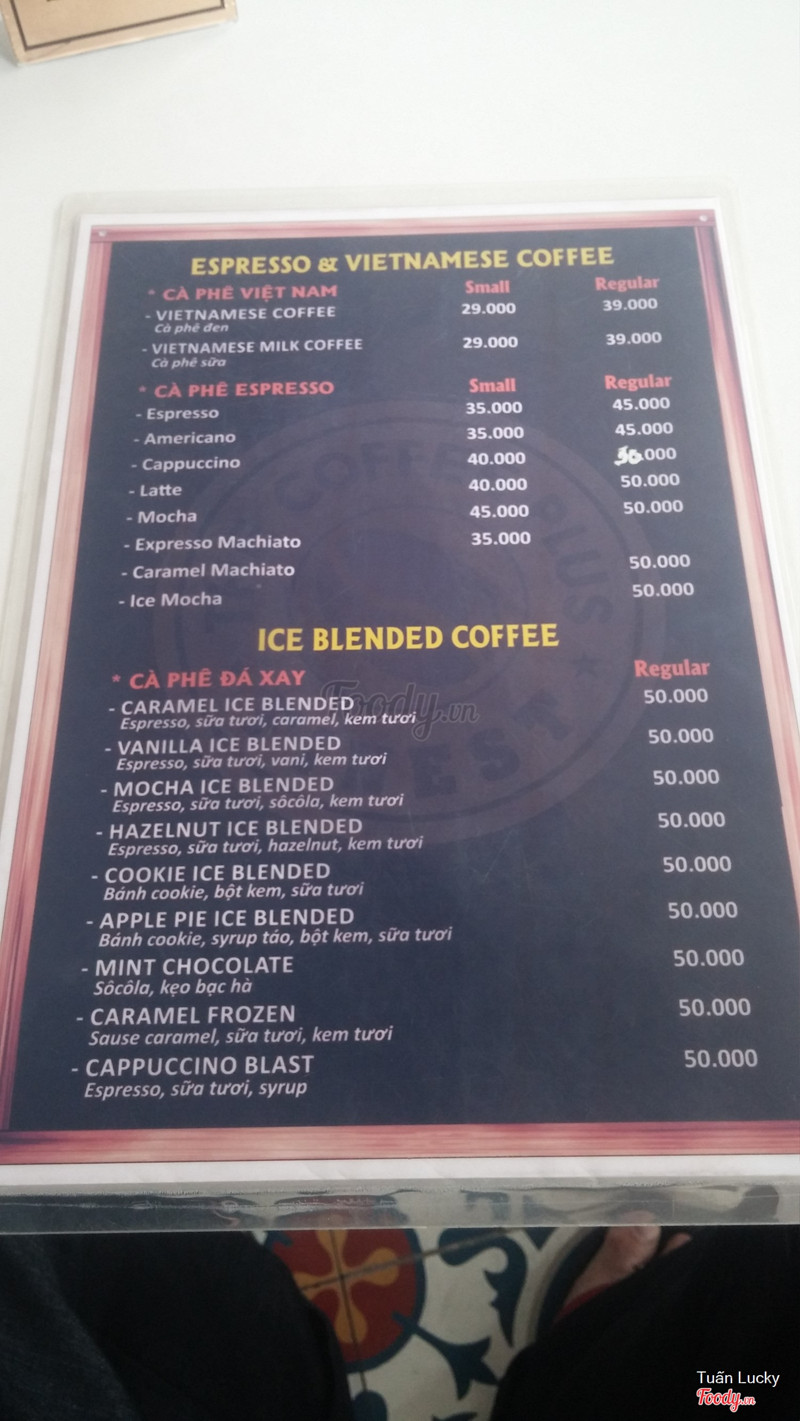 ESPRESSO & VIETNAMESE COFFEE
* CÀ PHÊ VIỆT NAM Small Regular
- VIETNAMESE COFFEE 29.000 39.000
Cà phê đen
- VIETNAMESE MILK COFFEE 29.000 39.000
Cà phê sữa
* CÀ PHÊ ESPRESSO Small Regular
- Espresso 35.000 45.000
- Americano 35.000 45.000
- Cappuccino 40.000 50.000
- Latte 40.000 50.000
- Mocha 45.000 50.000
- Expresso Machiato 35.000
- Caramel Machiato 50.000
- Ice Mocha 50.000
ICE BLENDED COFFEE
* CÀ PHÊ ĐÁ XAY Regular
- CARAMEL ICE BLENDED 50.000
Espresso, sữa tươi, caramel, kem tươi
- VANILLA ICE BLENDED 50.000
Espresso, sữa tươi, vani, kem tươi
- MOCHA ICE BLENDED 50.000
Espresso, sữa tươi, sôcôla, kem tươi
- HAZELNUT ICE BLENDED 50.000
Espresso, sữa tươi, hazelnut, kem tươi
- COOKIE ICE BLENDED 50.000
Bánh cookie, bột kem, sữa tươi
- APPLE PIE ICE BLENDED 50.000
Bánh cookie, syrup táo, bột kem, sữa tươi
- MINT CHOCOLATE 50.000
Sôcôla, kẹo bạc hà
- CARAMEL FROZEN 50.000
Sause caramel, sữa tươi, kem tươi
- CAPPUCCINO BLAST 50.000
Espresso, sữa tươi, syrup
COFFEE PLUS
Foody.vn
Tuấn Lucky
Foody.vn